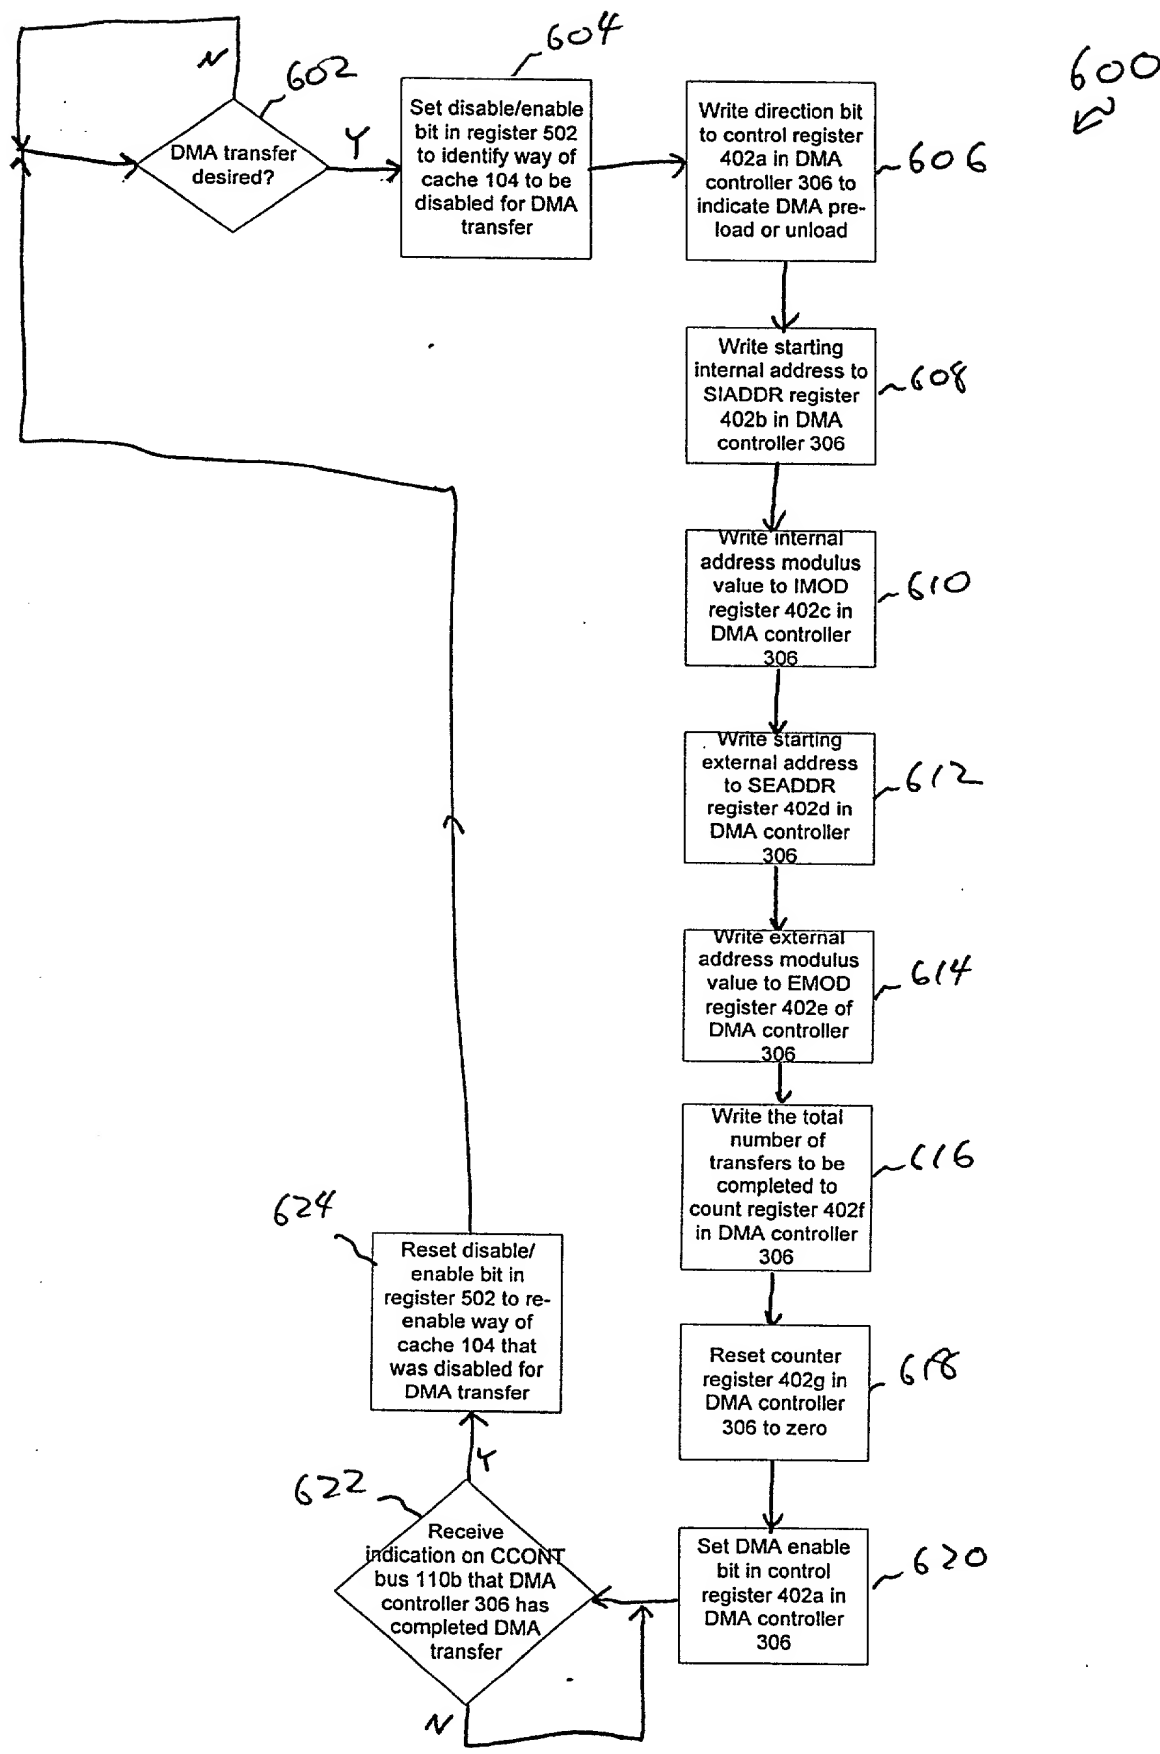 600
N
602
DMA transfer
desired?
Y
604
Set disable/enable
bit in register 502
to identify way of
cache 104 to be
disabled for DMA
transfer
606
Write direction bit
to control register
402a in DMA
controller 306 to
indicate DMA pre-
load or unload
608
Write starting
internal address to
SIADDR register
402b in DMA
controller 306
610
Write internal
address modulus
value to IMOD
register 402c in
DMA controller
306
612
Write starting
external address
to SEADDR
register 402d in
DMA controller
306
614
Write external
address modulus
value to EMOD
register 402e of
DMA controller
306
616
Write the total
number of
transfers to be
completed to
count register 402f
in DMA controller
306
618
Reset counter
register 402g in
DMA controller
306 to zero
620
Set DMA enable
bit in control
register 402a in
DMA controller
306
622
Receive
indication on CCONT
bus 110b that DMA
controller 306 has
completed DMA
transfer
N
Y
624
Reset disable/
enable bit in
register 502 to re-
enable way of
cache 104 that
was disabled for
DMA transfer